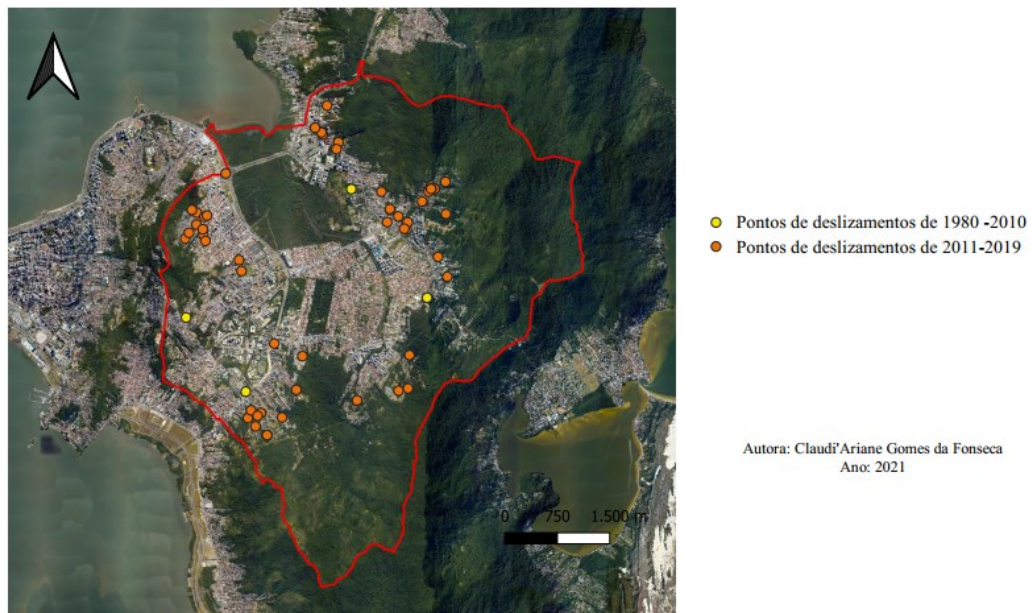 Pontos de deslizamentos de 1980 -2010
Pontos de deslizamentos de 2011-2019
Autora: Claudi'Ariane Gomes da Fonseca
Ano: 2021
0 750 1.500 m